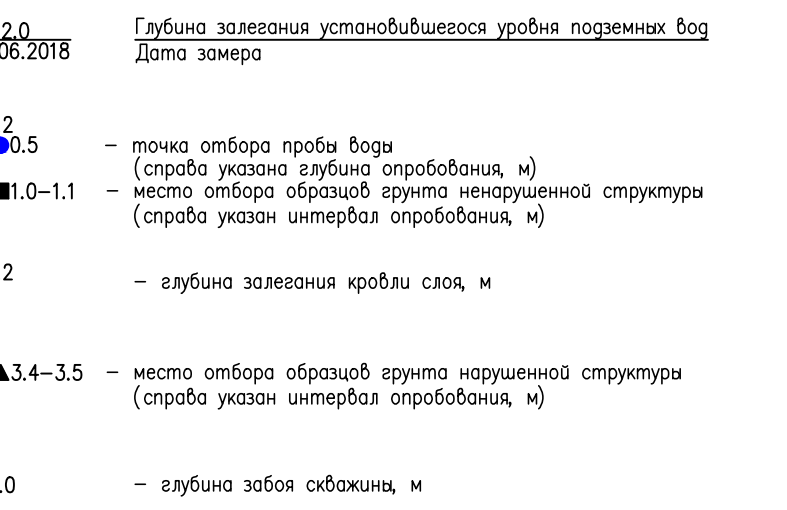 2.0 Глубина залегания установившегося уровня подземных вод
06.2018 Дата замера
2
0.5 – точка отбора пробы воды
(справа указана глубина опробования, м)
1.0–1.1 – место отбора образцов грунта ненарушенной структуры
(справа указан интервал опробования, м)
2 – глубина залегания кровли слоя, м
3.4–3.5 – место отбора образцов грунта нарушенной структуры
(справа указан интервал опробования, м)
.0 – глубина забоя скважины, м